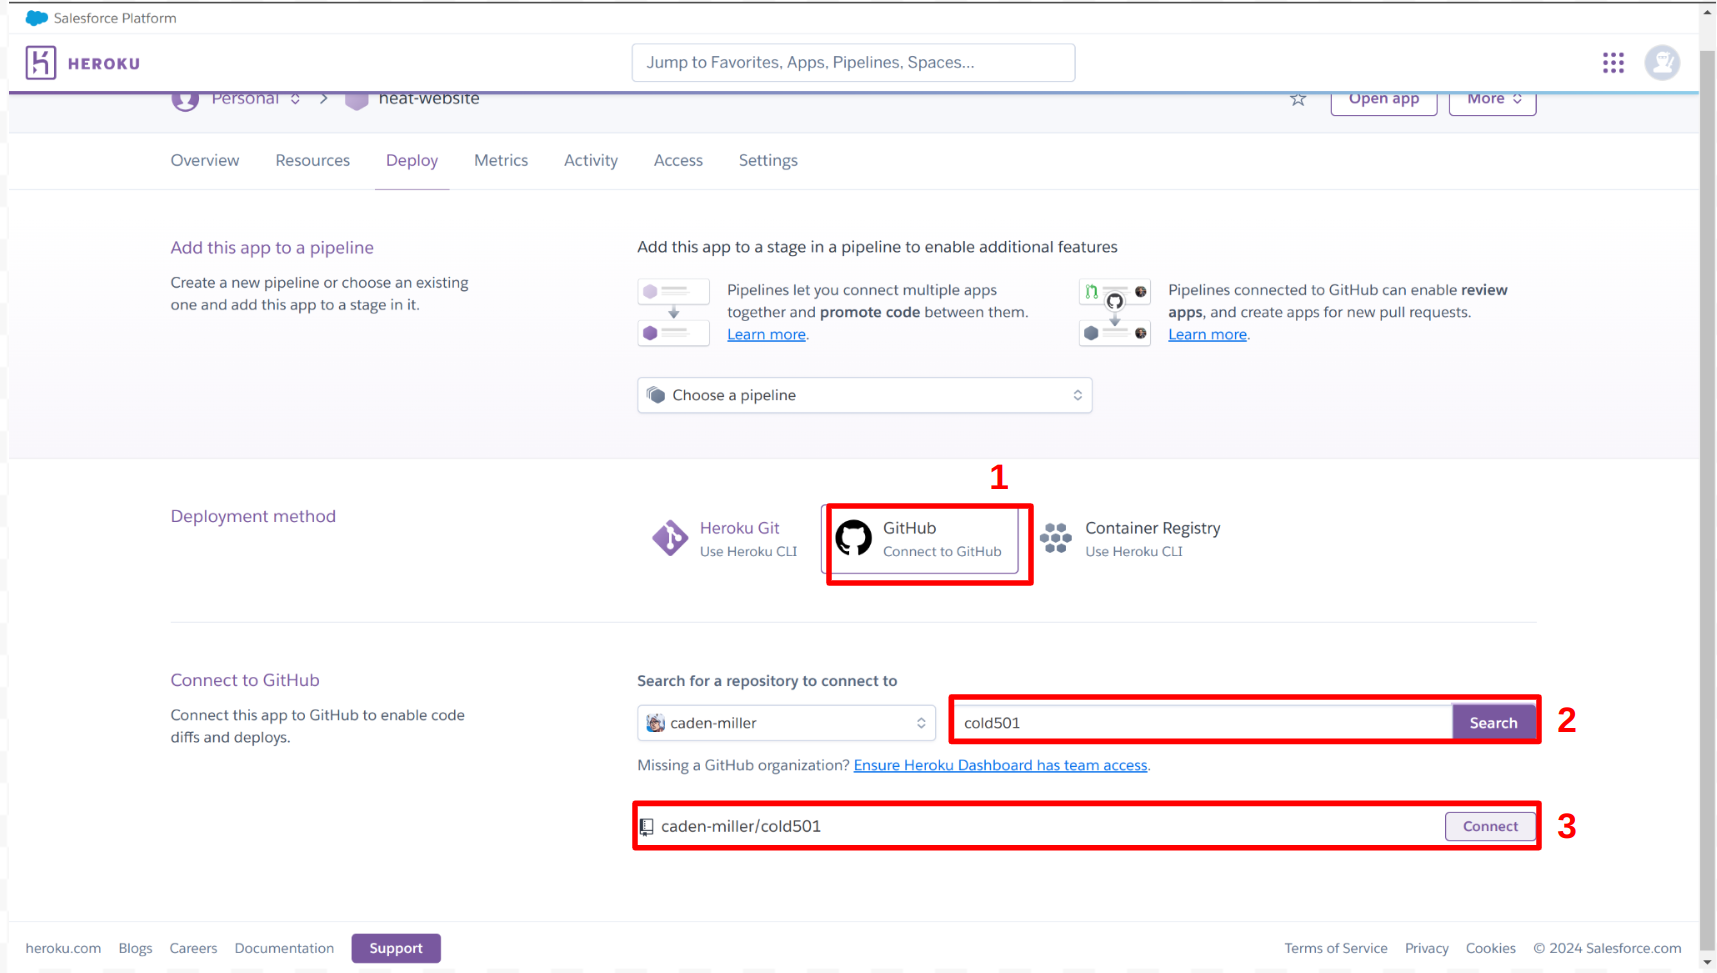 Salesforce Platform
HEROKU
Jump to Favorites, Apps, Pipelines, Spaces...
Personal > heat-website
Open app
More
Overview Resources Deploy Metrics Activity Access Settings
Add this app to a pipeline
Create a new pipeline or choose an existing
one and add this app to a stage in it.
Add this app to a stage in a pipeline to enable additional features
Pipelines let you connect multiple apps
together and promote code between them.
Learn more.
Pipelines connected to GitHub can enable review
apps, and create apps for new pull requests.
Learn more.
Choose a pipeline
1
Deployment method
Heroku Git
Use Heroku CLI
GitHub
Connect to GitHub
Container Registry
Use Heroku CLI
Connect to GitHub
Connect this app to GitHub to enable code
diffs and deploys.
Search for a repository to connect to
caden-miller
cold501
Search
2
Missing a GitHub organization? Ensure Heroku Dashboard has team access.
caden-miller/cold501
Connect
3
heroku.com Blogs Careers Documentation Support
Terms of Service Privacy Cookies © 2024 Salesforce.com